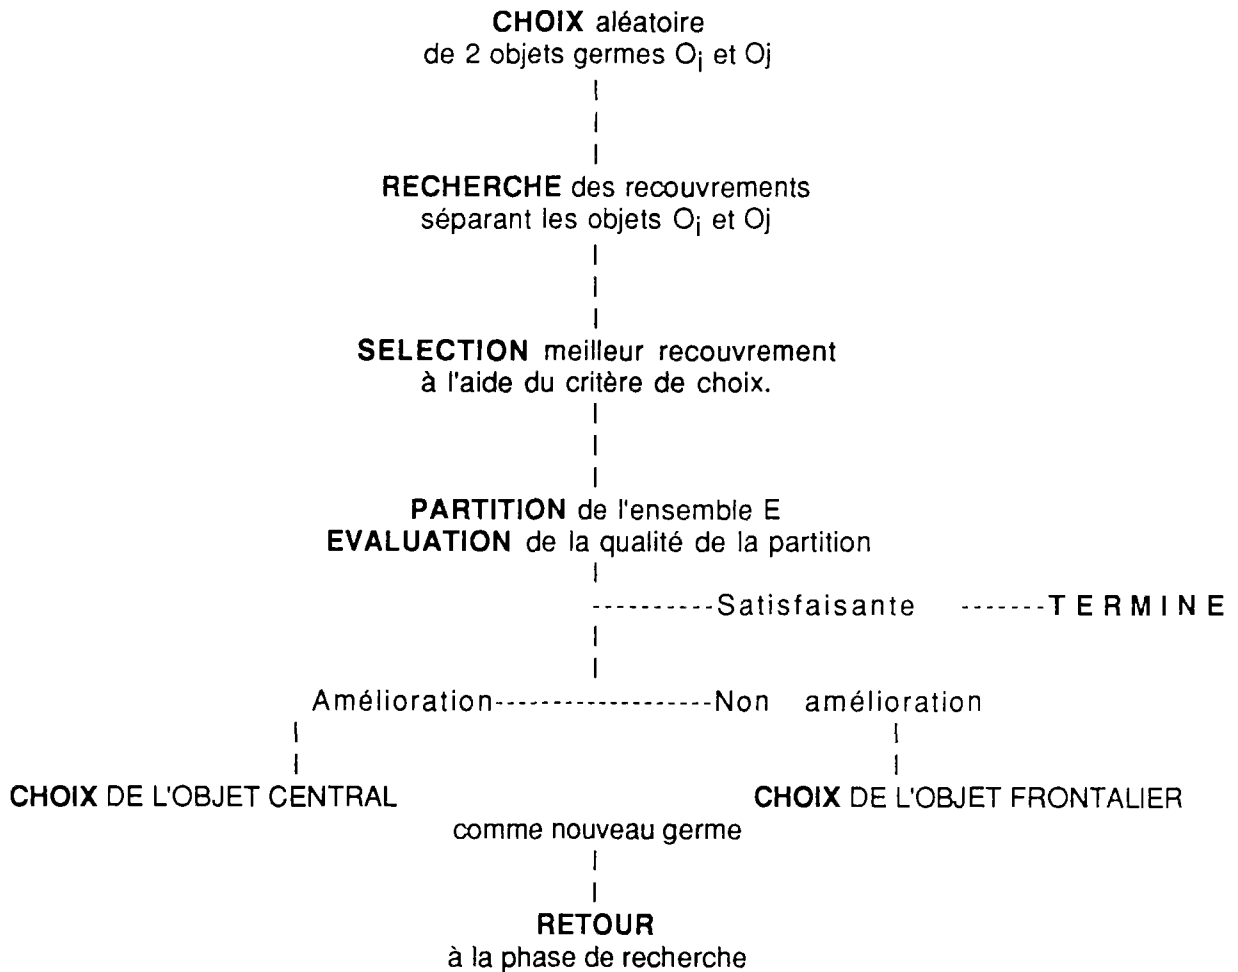 CHOIX aléatoire
de 2 objets germes Oi et Oj
RECHERCHE des recouvrements
séparant les objets Oi et Oj
SELECTION meilleur recouvrement
à l'aide du critère de choix.
PARTITION de l'ensemble E
EVALUATION de la qualité de la partition
----------Satisfaisante -------TERMINE
Amélioration-------------------Non amélioration
CHOIX DE L'OBJET CENTRAL CHOIX DE L'OBJET FRONTALIER
comme nouveau germe
RETOUR
à la phase de recherche